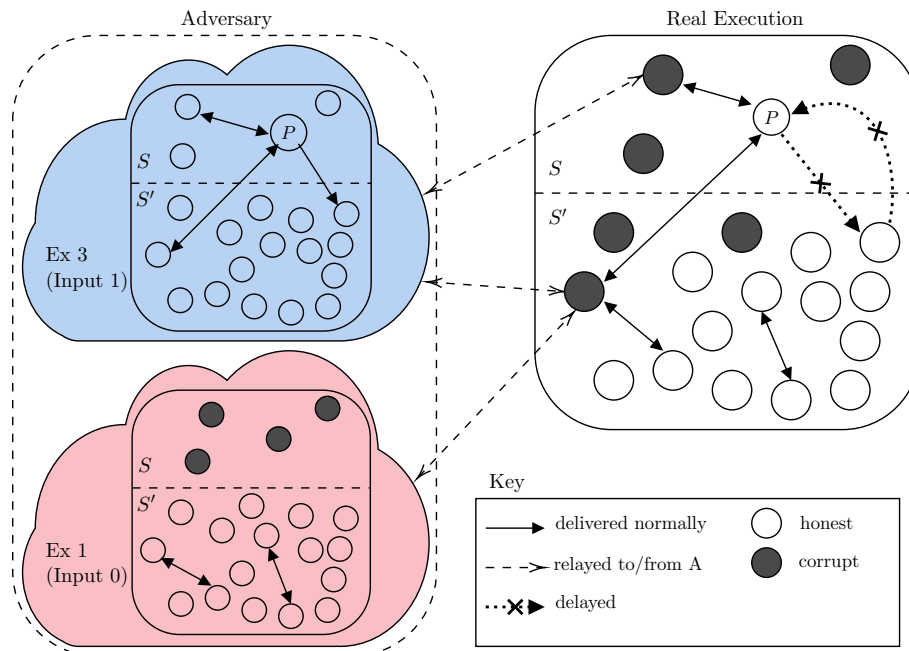 Adversary
Real Execution
P
S
S′
Ex 3
(Input 1)
P
S
S′
S
S′
Ex 1
(Input 0)
Key
delivered normally
honest
relayed to/from A
corrupt
delayed